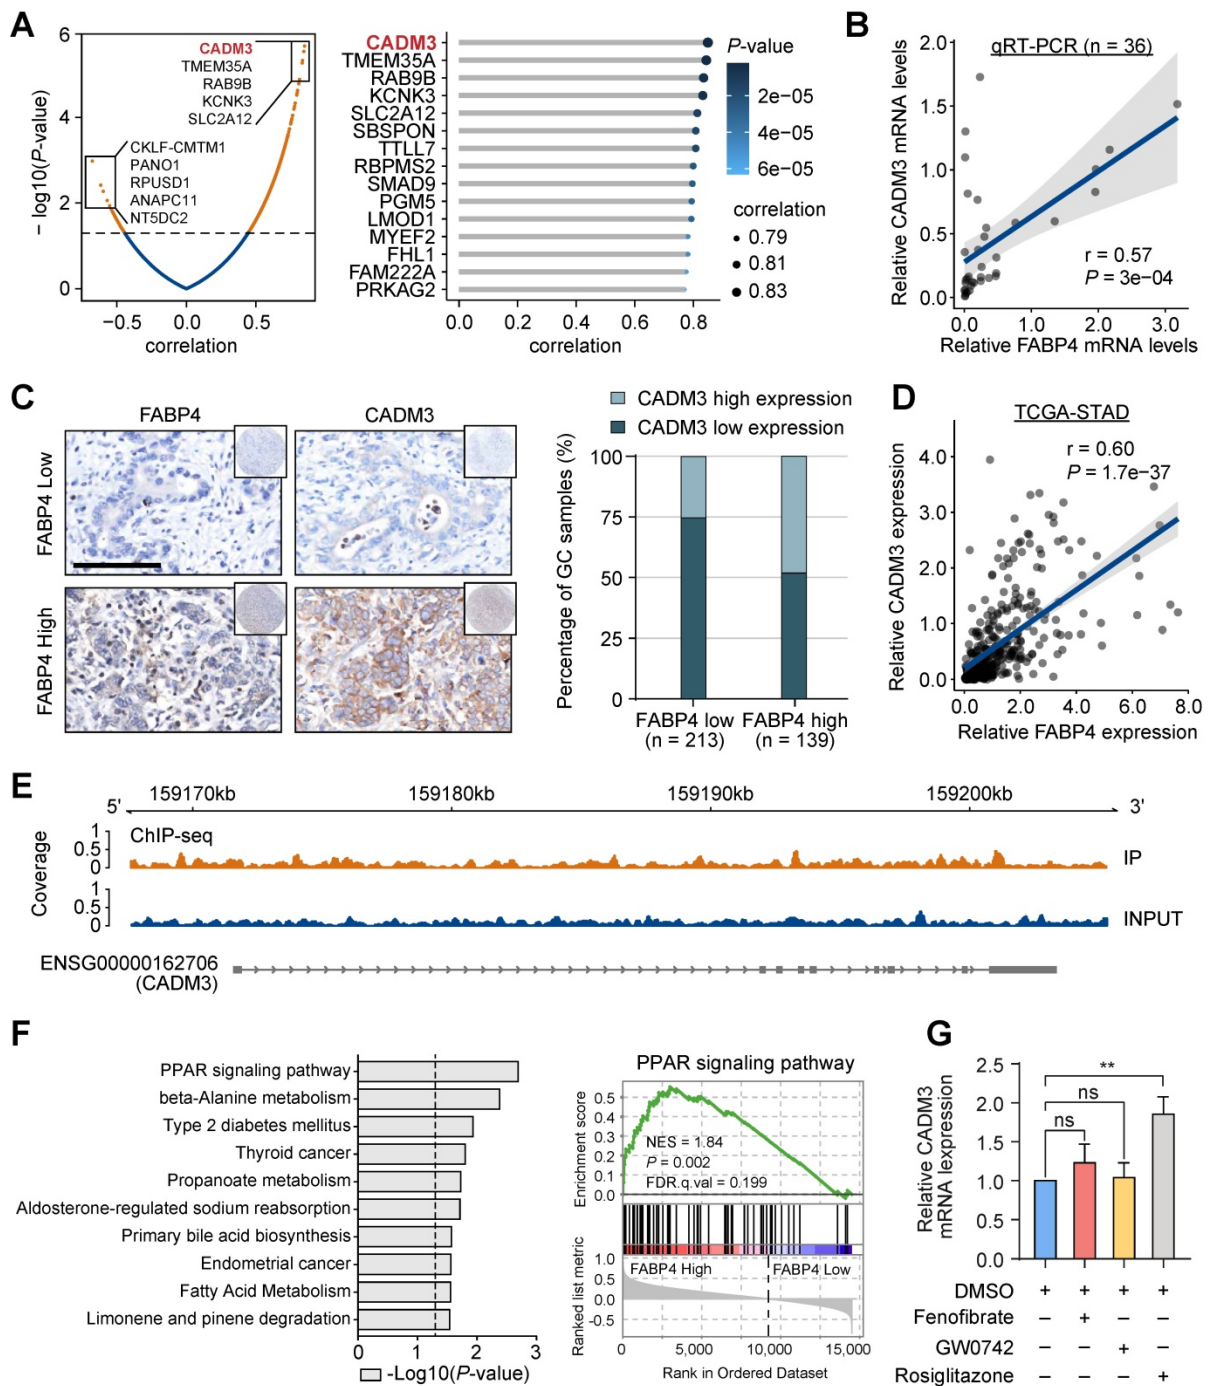 A
6
4
2
0
− log10(P-value)
CADM3
TMEM35A
RAB9B
KCNK3
SLC2A12
CKLF-CMTM1
PANO1
RPUSD1
ANAPC11
NT5DC2
−0.5 0.0 0.5
correlation
CADM3
TMEM35A
RAB9B
KCNK3
SLC2A12
SBSPON
TTLL7
RBPMS2
SMAD9
PGM5
LMOD1
MYEF2
FHL1
FAM222A
PRKAG2
0.0 0.2 0.4 0.6 0.8
correlation
P-value
2e−05
4e−05
6e−05
correlation
0.79
0.81
0.83
B
qRT-PCR (n = 36)
Relative CADM3 mRNA levels
2.0
1.5
1.0
0.5
0.0
r = 0.57
P = 3e−04
0.0 1.0 2.0 3.0
Relative FABP4 mRNA levels
C
FABP4 CADM3
FABP4 Low
FABP4 High
CADM3 high expression
CADM3 low expression
Percentage of GC samples (%)
100
75
50
25
0
FABP4 low FABP4 high
(n = 213) (n = 139)
D
TCGA-STAD
r = 0.60
P = 1.7e−37
Relative CADM3 expression
4.0
3.0
2.0
1.0
0.0
0.0 2.0 4.0 6.0 8.0
Relative FABP4 expression
E
159170kb 159180kb 159190kb 159200kb
5' 3'
Coverage
ChIP-seq
1
0.5
0
IP
1
0.5
0
INPUT
ENSG00000162706
(CADM3)
F
PPAR signaling pathway
beta-Alanine metabolism
Type 2 diabetes mellitus
Thyroid cancer
Propanoate metabolism
Aldosterone-regulated sodium reabsorption
Primary bile acid biosynthesis
Endometrial cancer
Fatty Acid Metabolism
Limonene and pinene degradation
0 1 2 3
-Log10(P-value)
PPAR signaling pathway
Enrichment score
0.5
0.4
0.3
0.2
0.1
0.0
NES = 1.84
P = 0.002
FDR.q.val = 0.199
Ranked list metric
1.0
0.5
0.0
-0.5
FABP4 High FABP4 Low
0 5,000 10,000 15,000
Rank in Ordered Dataset
G
Relative CADM3
mRNA lexpression
2.5
2.0
1.5
1.0
0.5
0.0
**
ns
ns
DMSO + + + +
Fenofibrate − + − −
GW0742 − − + −
Rosiglitazone − − − +